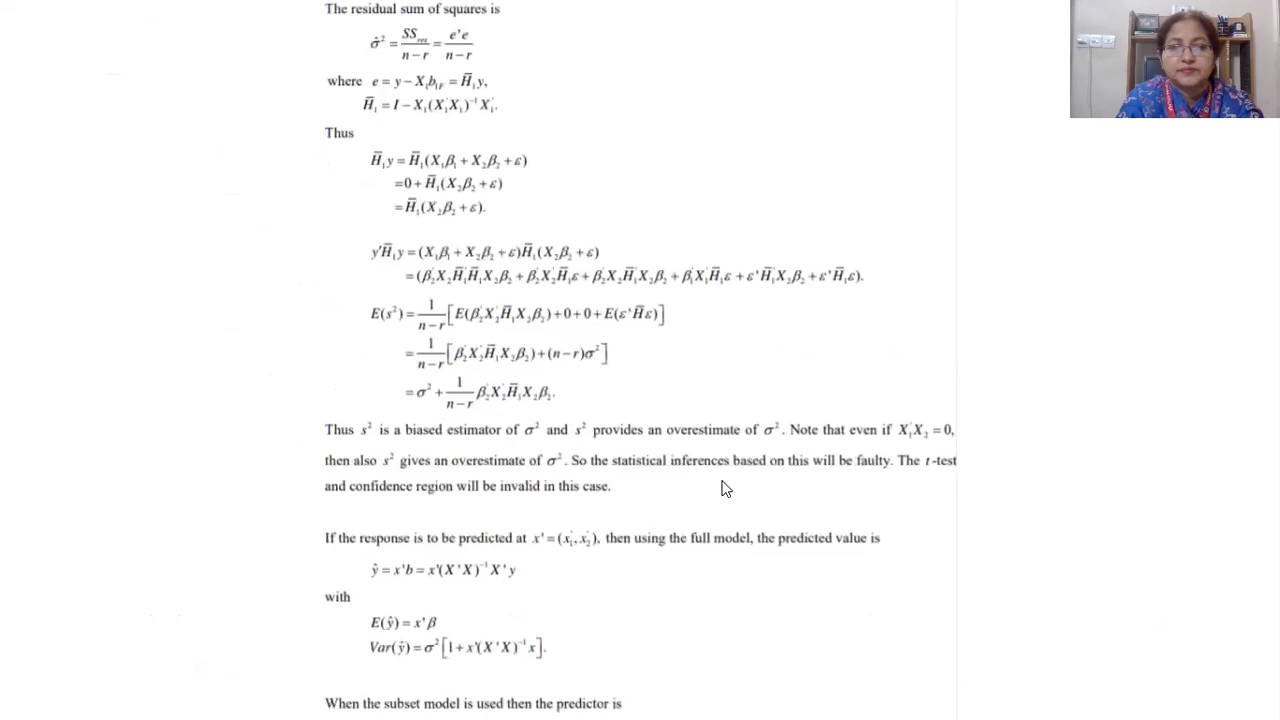 The residual sum of squares is
σ̂² = SS_res / (n−r) = e'e / (n−r)
where e = y − X₁b₁F = H̄₁y,
H̄₁ = I − X₁(X₁'X₁)⁻¹X₁'.
Thus
H̄₁y = H̄₁(X₁β₁ + X₂β₂ + ε)
=0 + H̄₁(X₂β₂ + ε)
=H̄₁(X₂β₂ + ε).
y'H̄₁y = (X₁β₁ + X₂β₂ + ε)H̄₁(X₂β₂ + ε)
=(β₂'X₂H̄₁'H̄₁X₂β₂ + β₂'X₂'H̄₁ε + β₂'X₂H̄₁'X₂β₂ + β₁'X₁'H̄₁ε + ε'H̄₁'X₂β₂ + ε'H̄₁ε).
E(s²) = 1/(n−r) [E(β₂'X₂'H̄₁X₂β₂) + 0 + 0 + E(ε'H̄ε)]
= 1/(n−r) [β₂'X₂'H̄₁X₂β₂) + (n−r)σ²]
= σ² + 1/(n−r) β₂'X₂'H̄₁X₂β₂.
Thus s² is a biased estimator of σ² and s² provides an overestimate of σ². Note that even if X₁'X₂ = 0,
then also s² gives an overestimate of σ². So the statistical inferences based on this will be faulty. The t-test
and confidence region will be invalid in this case.
If the response is to be predicted at x' = (x₁', x₂'), then using the full model, the predicted value is
ŷ = x'b = x'(X'X)⁻¹X'y
with
E(ŷ) = x'β
Var(ŷ) = σ²[1 + x'(X'X)⁻¹x].
When the subset model is used then the predictor is